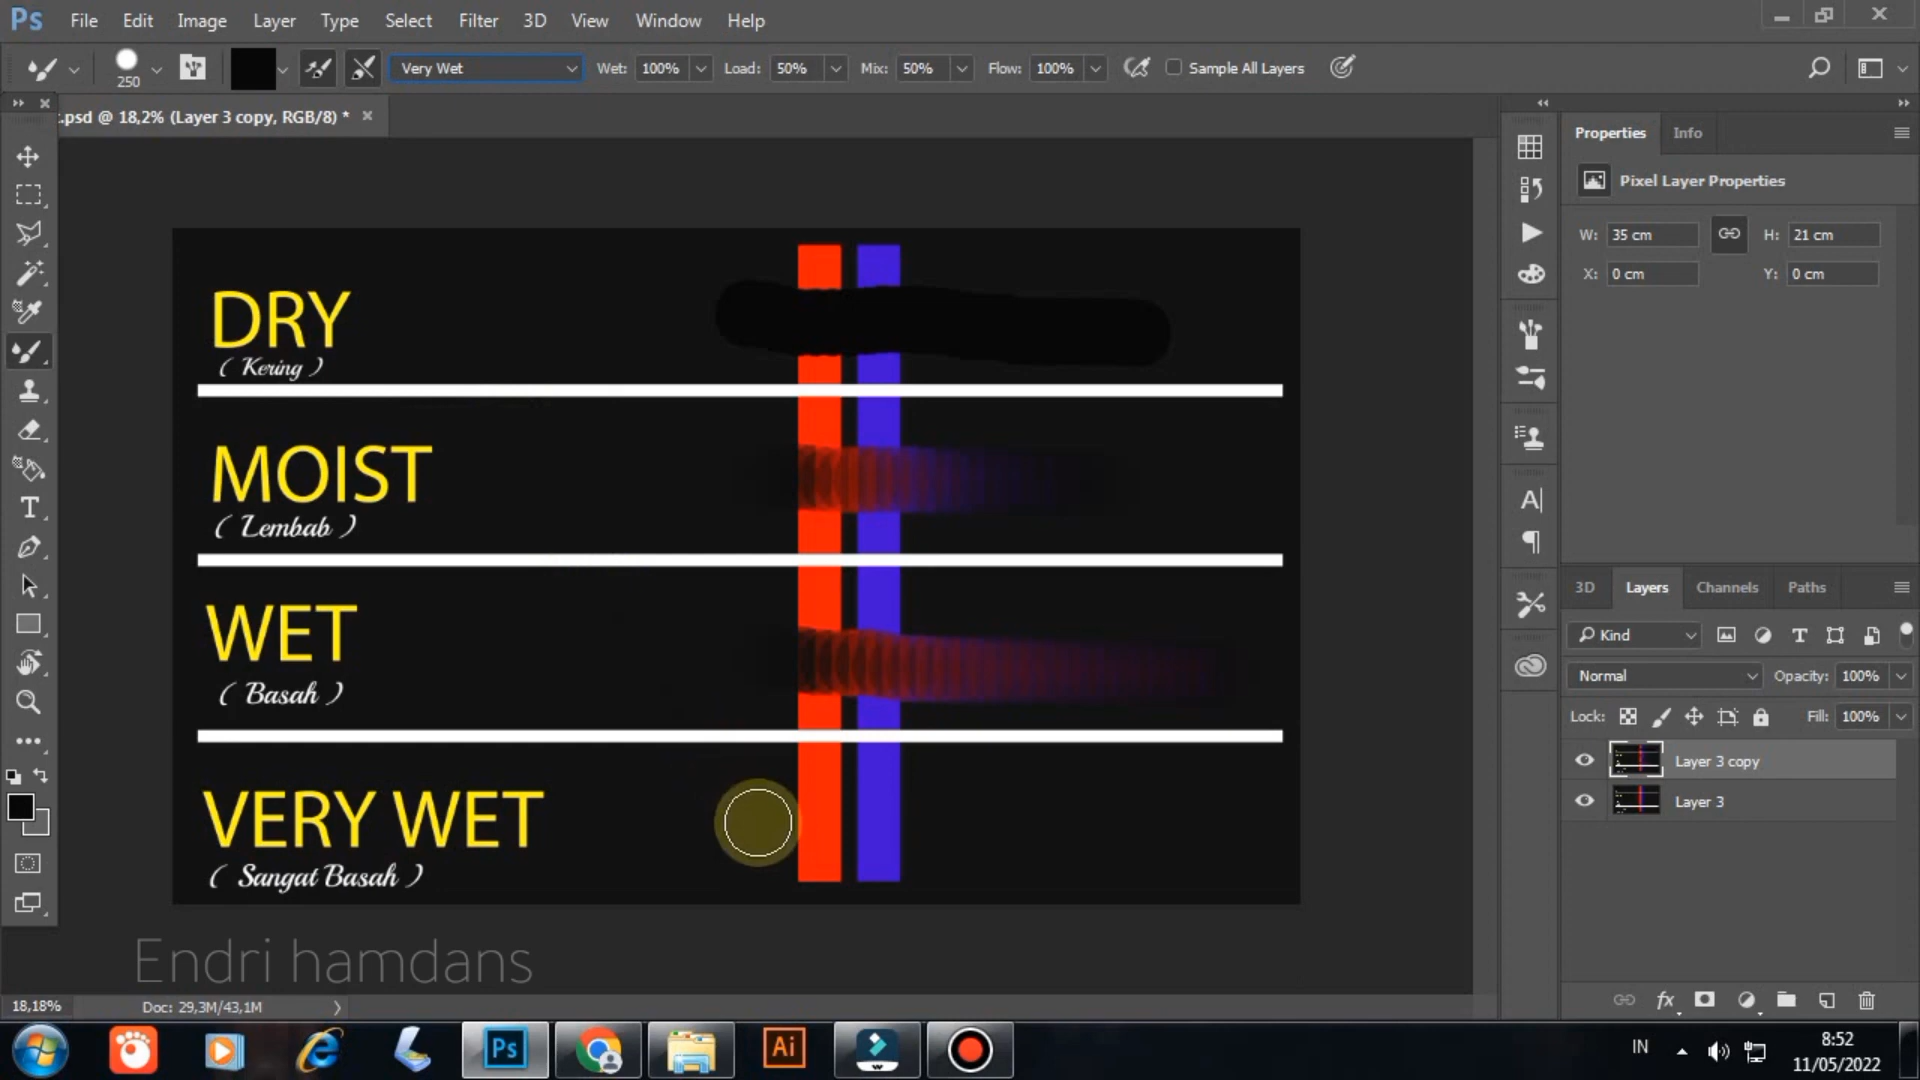 Ps File Edit Image Layer Type Select Filter 3D View Window Help
250 Very Wet Wet: 100% Load: 50% Mix: 50% Flow: 100% Sample All Layers
.psd @ 18,2% (Layer 3 copy, RGB/8) *
Properties Info
Pixel Layer Properties
W: 35 cm H: 21 cm
X: 0 cm Y: 0 cm
DRY
( Kering )
MOIST
( Lembab )
WET
( Basah )
VERY WET
( Sangat Basah )
3D Layers Channels Paths
Kind
Normal Opacity: 100%
Lock: Fill: 100%
Layer 3 copy
Layer 3
Endri hamdans
18,18% Doc: 29,3M/43,1M
Ps Ai IN 8:52
11/05/2022